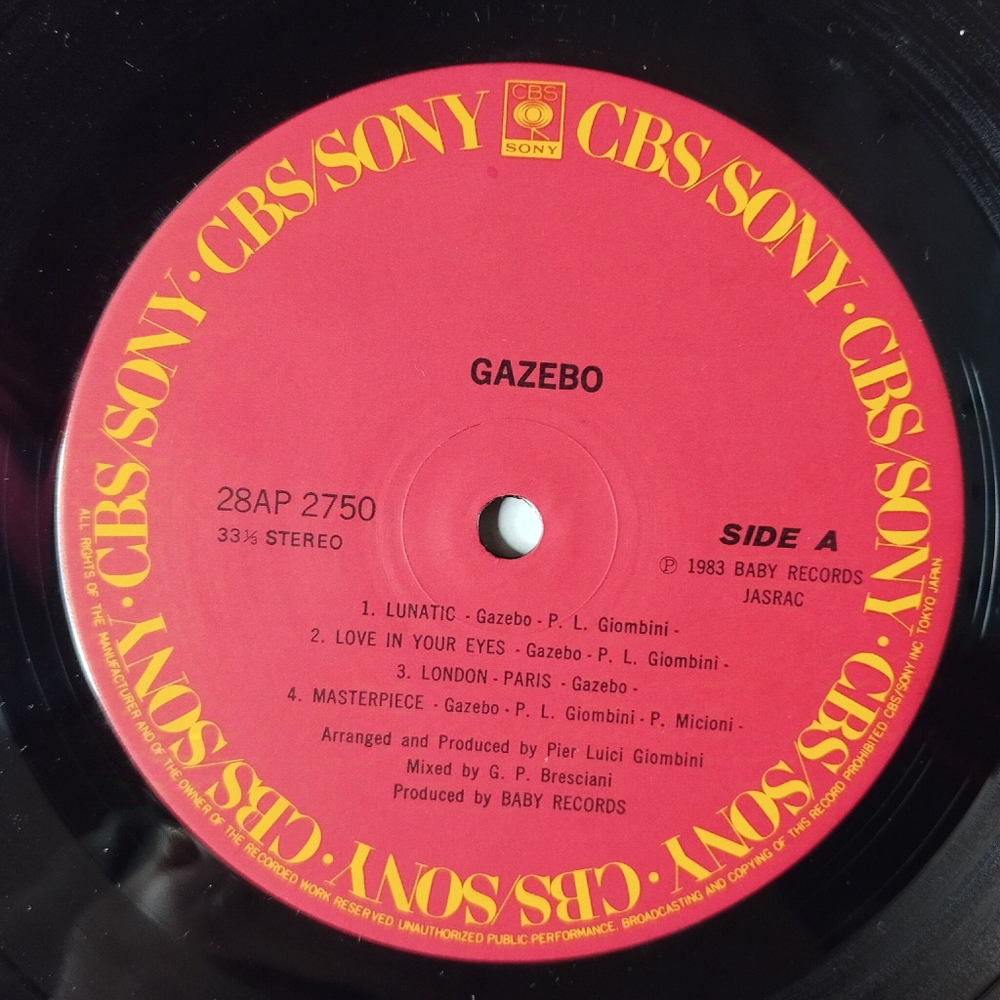 CBS
SONY
CBS/SONY · CBS/SONY · CBS/SONY · CBS/SONY · CBS/SONY · CBS/SONY · CBS/SONY · CBS/SONY
GAZEBO
28AP 2750
33⅓ STEREO
SIDE A
Ⓟ 1983 BABY RECORDS
JASRAC
1. LUNATIC - Gazebo - P. L. Giombini -
2. LOVE IN YOUR EYES - Gazebo - P. L. Giombini -
3. LONDON - PARIS - Gazebo -
4. MASTERPIECE - Gazebo - P. L. Giombini - P. Micioni -
Arranged and Produced by Pier Luici Giombini
Mixed by G. P. Bresciani
Produced by BABY RECORDS
ALL RIGHTS OF THE MANUFACTURER AND OF THE OWNER OF THE RECORDED WORK RESERVED UNAUTHORIZED PUBLIC PERFORMANCE. BROADCASTING AND COPYING OF THIS RECORD PROHIBITED. CBS/SONY INC. TOKYO JAPAN.